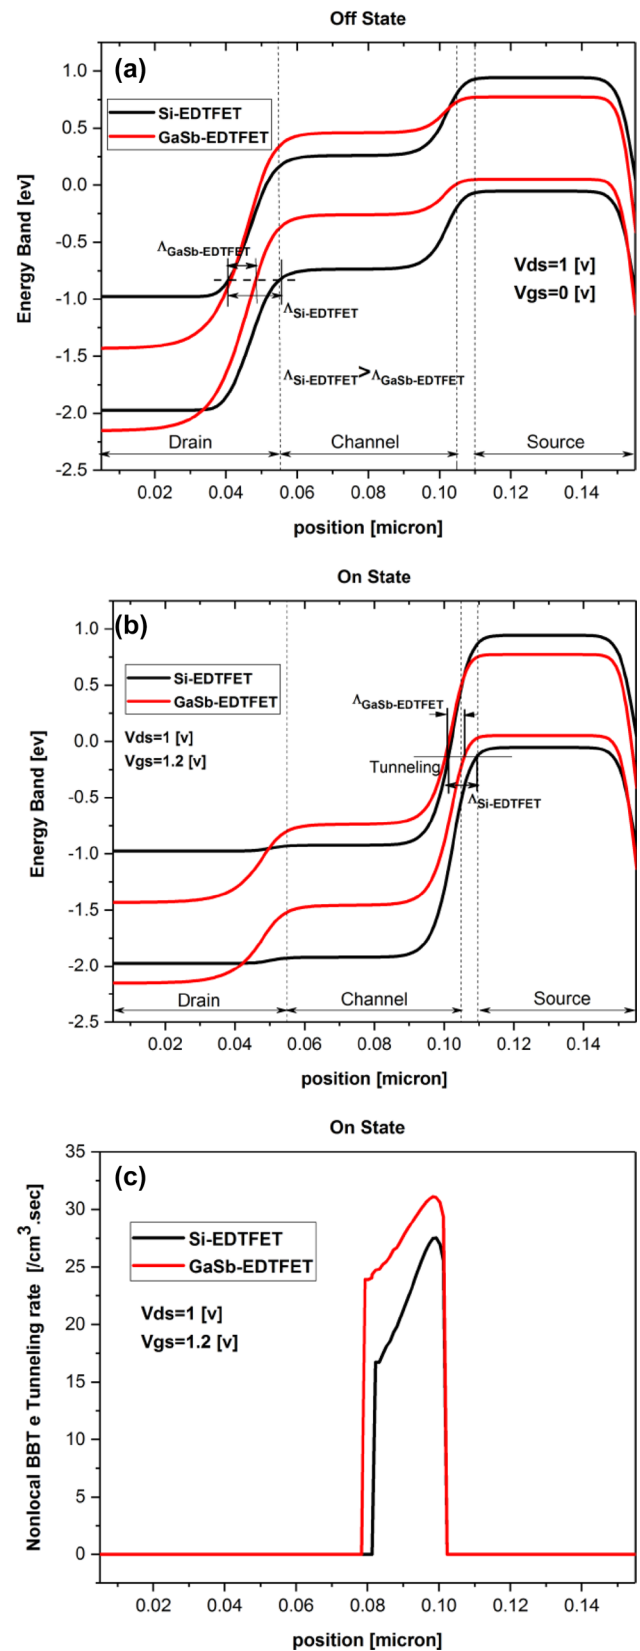 Off State
(a)
Si-EDTFET
GaSb-EDTFET
Energy Band [ev]
1.0
0.5
0.0
-0.5
-1.0
-1.5
-2.0
-2.5
ΛGaSb-EDTFET
ΛSi-EDTFET
Vds=1 [v]
Vgs=0 [v]
ΛSi-EDTFET>ΛGaSb-EDTFET
Drain Channel Source
0.02 0.04 0.06 0.08 0.10 0.12 0.14
position [micron]
On State
(b)
Si-EDTFET
GaSb-EDTFET
Vds=1 [v]
Vgs=1.2 [v]
Energy Band [ev]
1.0
0.5
0.0
-0.5
-1.0
-1.5
-2.0
-2.5
ΛGaSb-EDTFET
Tunneling
ΛSi-EDTFET
Drain Channel Source
0.02 0.04 0.06 0.08 0.10 0.12 0.14
position [micron]
On State
(c)
Si-EDTFET
GaSb-EDTFET
Vds=1 [v]
Vgs=1.2 [v]
Nonlocal BBT e Tunneling rate [/cm³.sec]
35
30
25
20
15
10
5
0
0.02 0.04 0.06 0.08 0.10 0.12 0.14
position [micron]